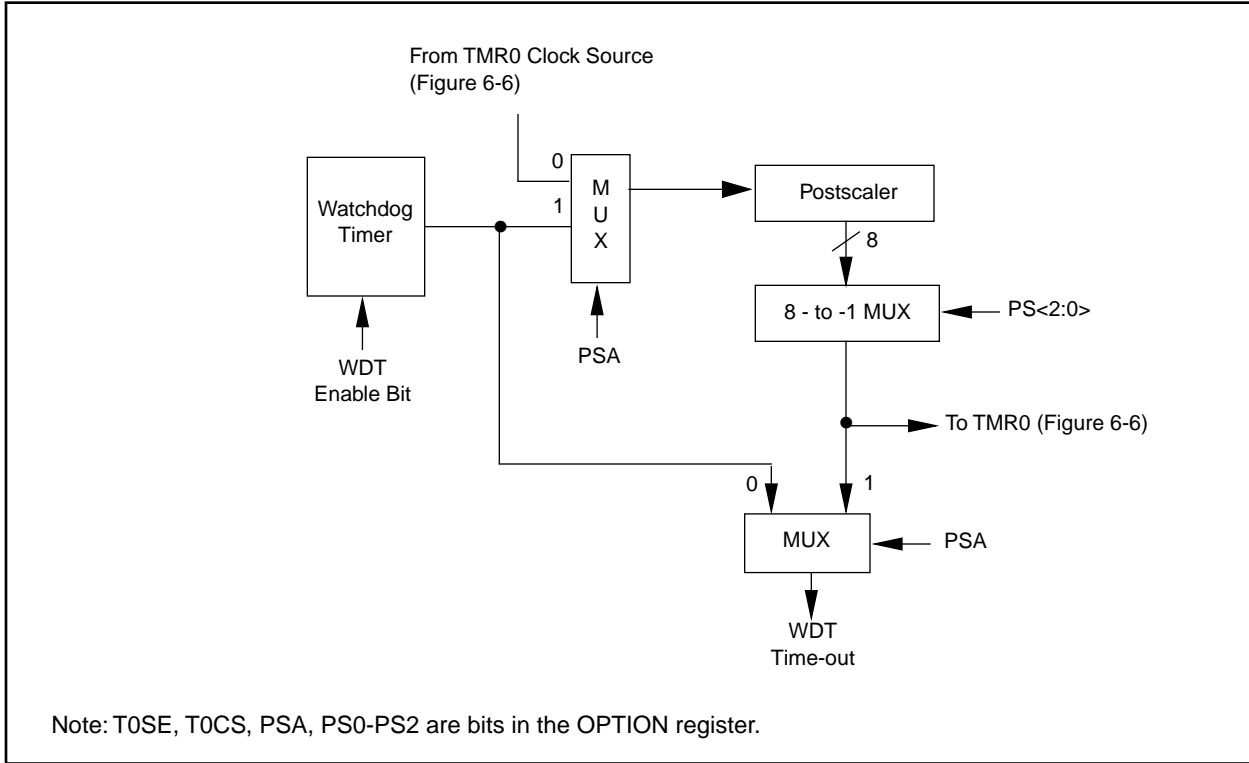 From TMR0 Clock Source
(Figure 6-6)
0
1
M
U
X
Watchdog
Timer
Postscaler
8
8 - to -1 MUX
PS<2:0>
PSA
WDT
Enable Bit
To TMR0 (Figure 6-6)
0
1
MUX
PSA
WDT
Time-out
Note: T0SE, T0CS, PSA, PS0-PS2 are bits in the OPTION register.